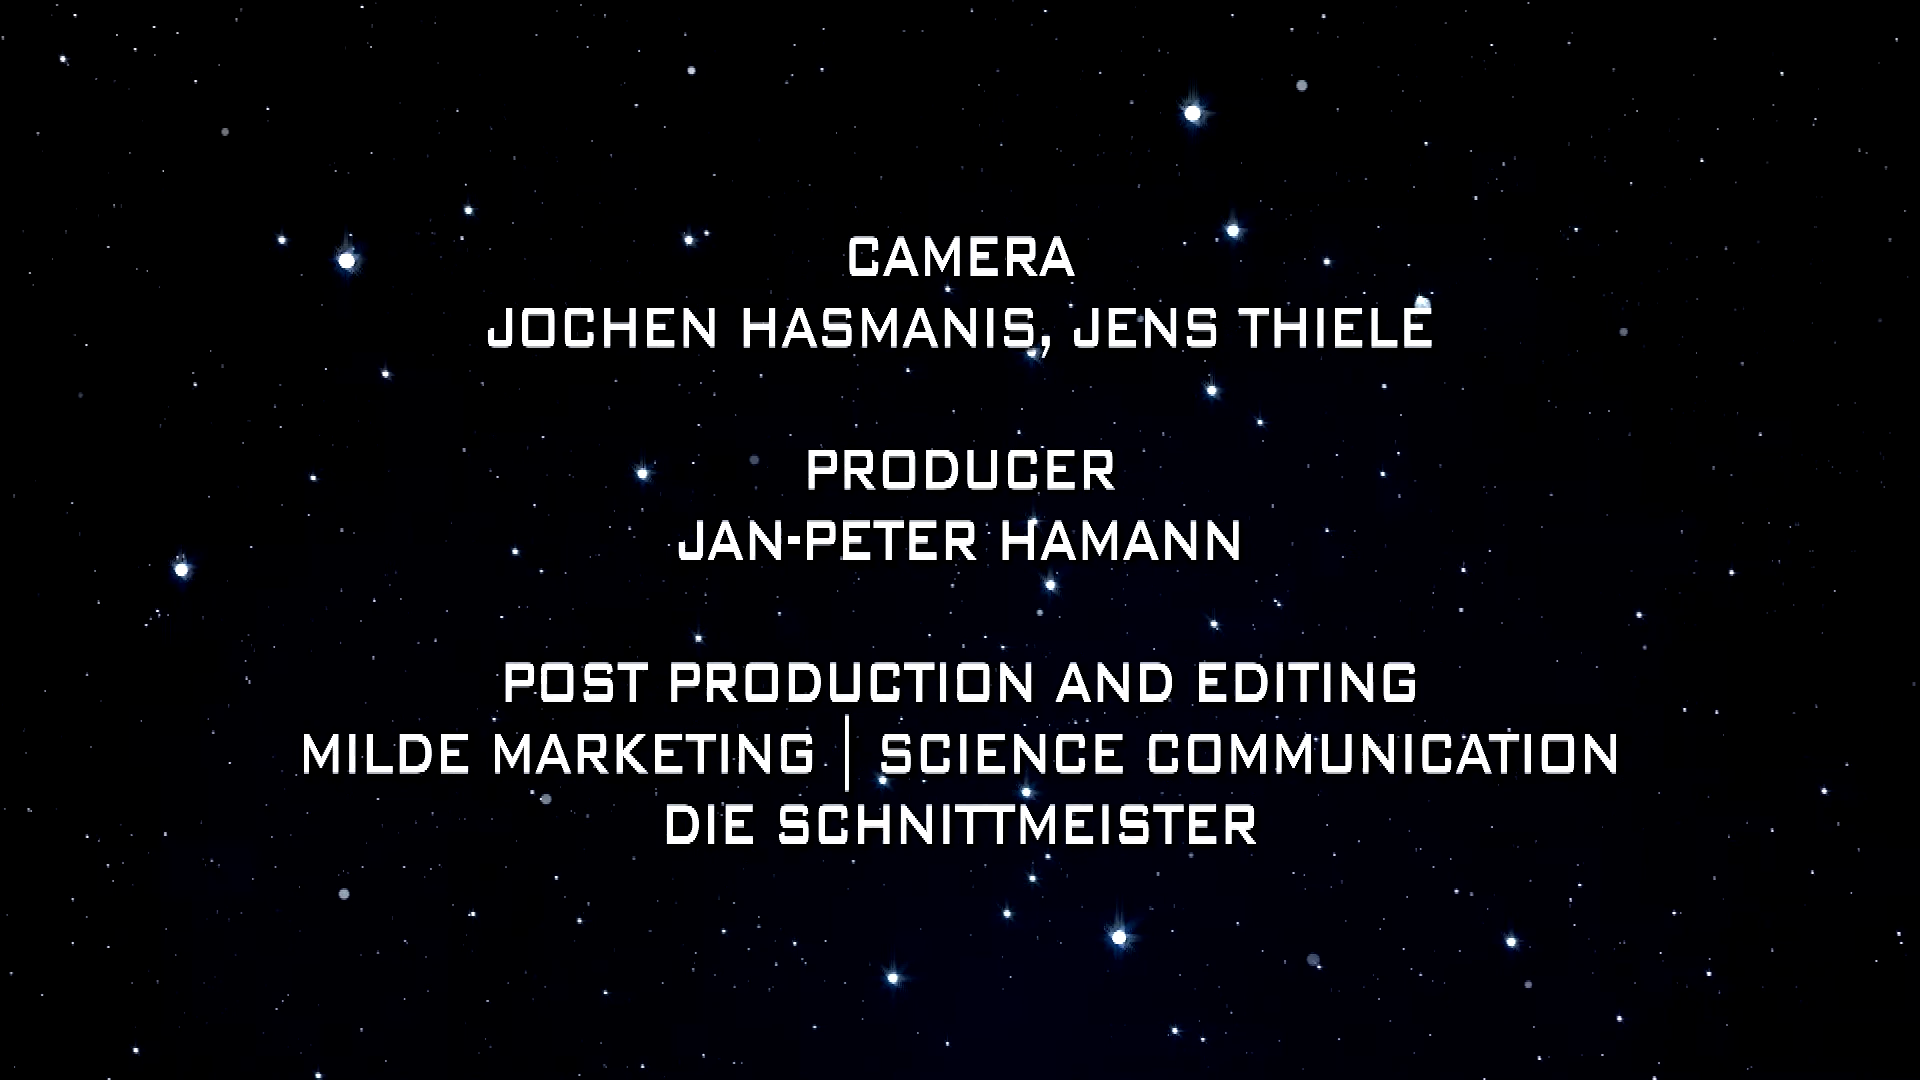 CAMERA
JOCHEN HASMANIS, JENS THIELE
PRODUCER
JAN-PETER HAMANN
POST PRODUCTION AND EDITING
MILDE MARKETING | SCIENCE COMMUNICATION
DIE SCHNITTMEISTER